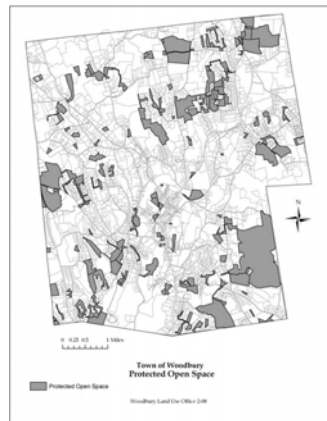 N
0 0.25 0.5 1 Miles
Town of Woodbury
Protected Open Space
Protected Open Space
Woodbury Land Use Office 2-08